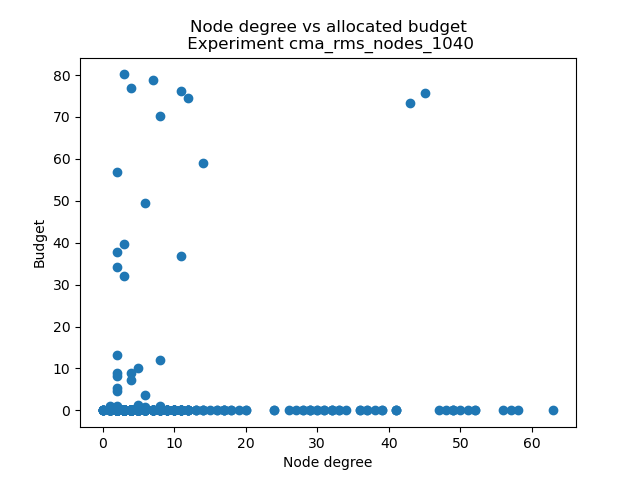 Node degree vs allocated budget
Experiment cma_rms_nodes_1040
80
70
60
50
40
30
20
10
0
Budget
0 10 20 30 40 50 60
Node degree